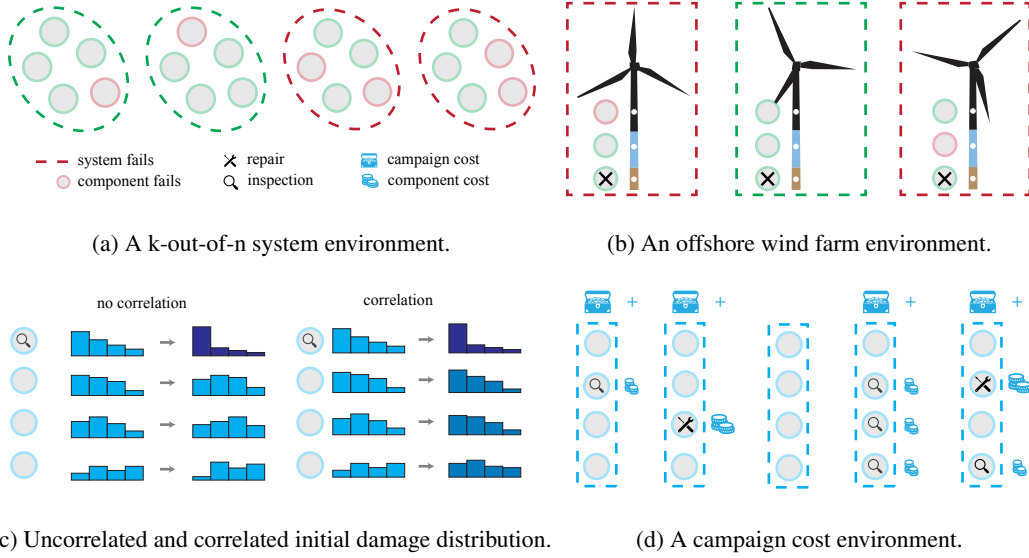 system fails
component fails
repair
inspection
campaign cost
component cost
(a) A k-out-of-n system environment.
(b) An offshore wind farm environment.
no correlation
correlation
+
+
+
+
c) Uncorrelated and correlated initial damage distribution.
(d) A campaign cost environment.